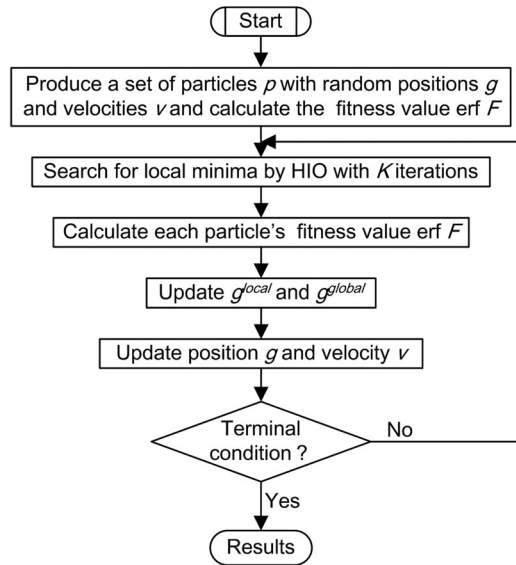 Start
Produce a set of particles p with random positions g
and velocities v and calculate the fitness value erf F
Search for local minima by HIO with K iterations
Calculate each particle's fitness value erf F
Update g^local and g^global
Update position g and velocity v
Terminal
condition ?
No
Yes
Results